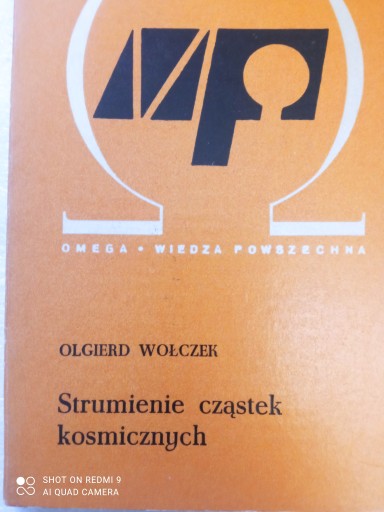 OMEGA • WIEDZA POWSZECHNA
OLGIERD WOŁCZEK
Strumienie cząstek
kosmicznych
SHOT ON REDMI 9
AI QUAD CAMERA